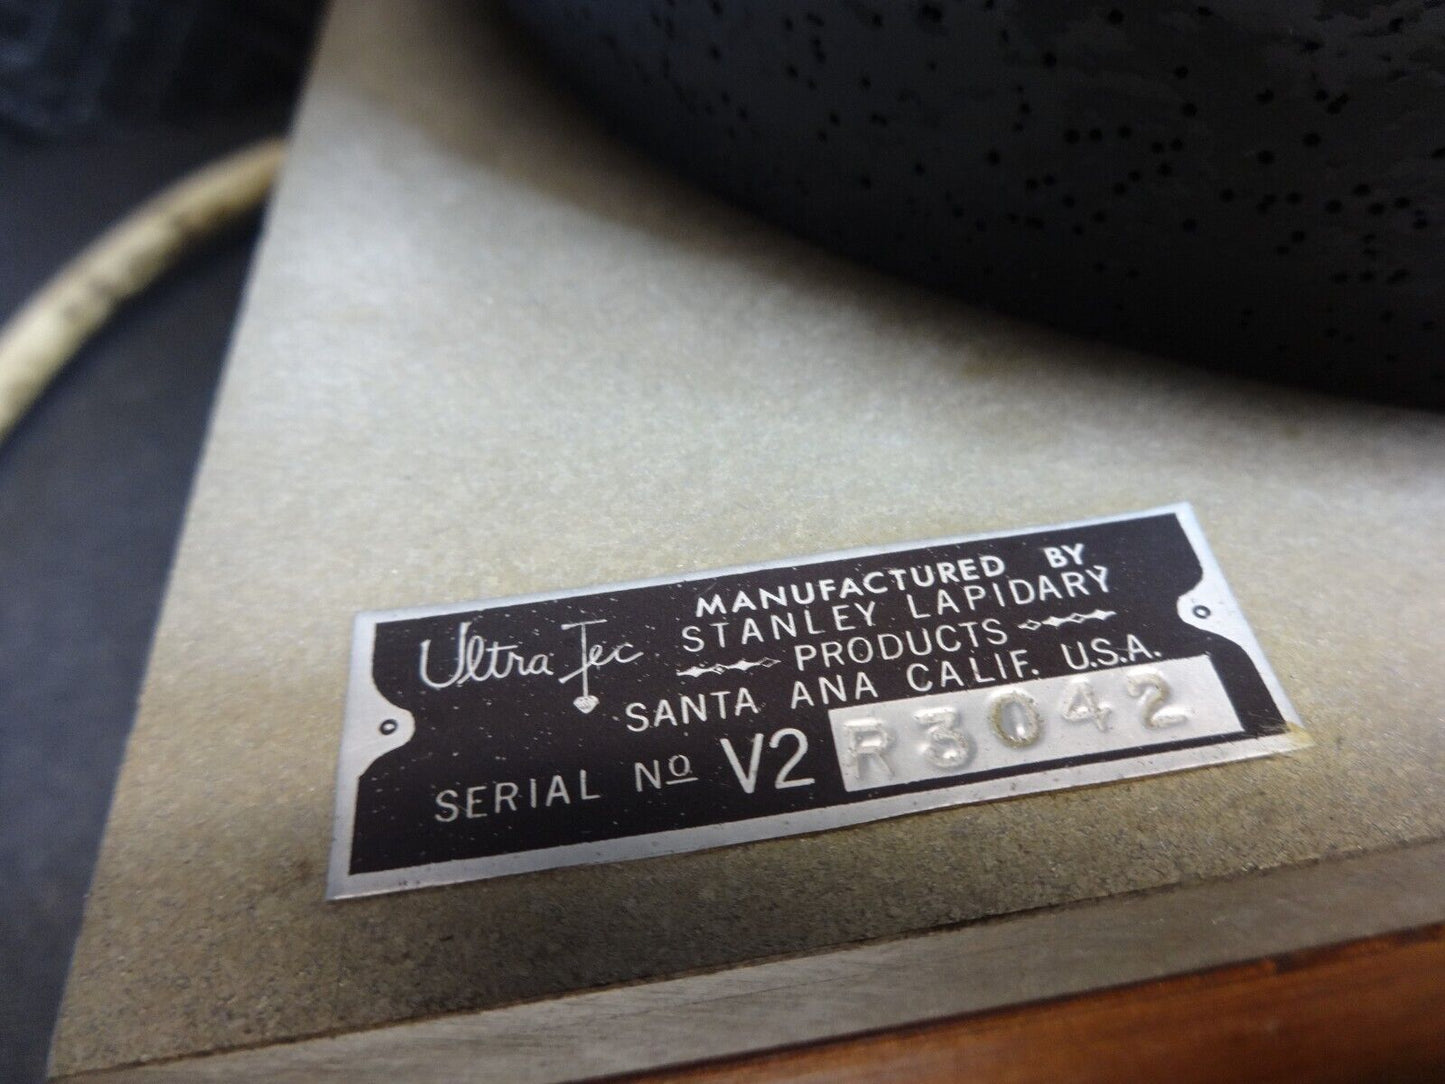 Ultra Tec
MANUFACTURED BY
STANLEY LAPIDARY
PRODUCTS
SANTA ANA CALIF. U.S.A.
SERIAL Nº V2 R3042